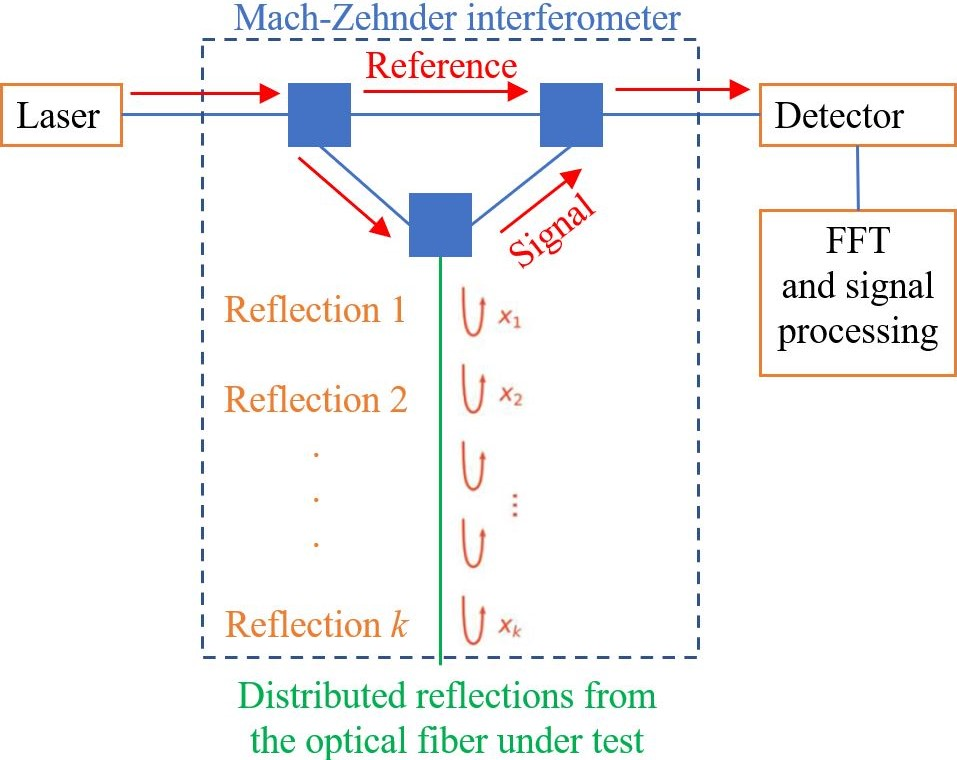 Mach-Zehnder interferometer
Reference
Laser
Detector
Signal
FFT
and signal
processing
Reflection 1
x₁
Reflection 2
x₂
.
.
...
.
Reflection k
xₖ
Distributed reflections from
the optical fiber under test